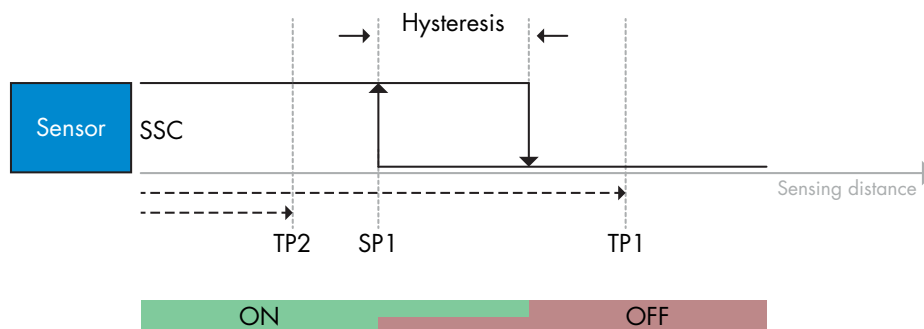 Hysteresis
Sensor
SSC
Sensing distance
TP2
SP1
TP1
ON
OFF